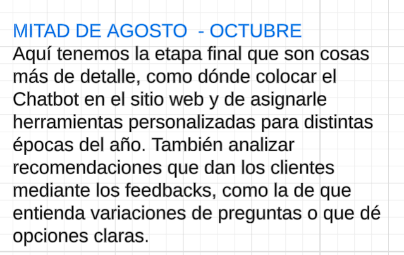 MITAD DE AGOSTO  - OCTUBRE
Aquí tenemos la etapa final que son cosas
más de detalle, como dónde colocar el
Chatbot en el sitio web y de asignarle
herramientas personalizadas para distintas
épocas del año. También analizar
recomendaciones que dan los clientes
mediante los feedbacks, como la de que
entienda variaciones de preguntas o que dé
opciones claras.